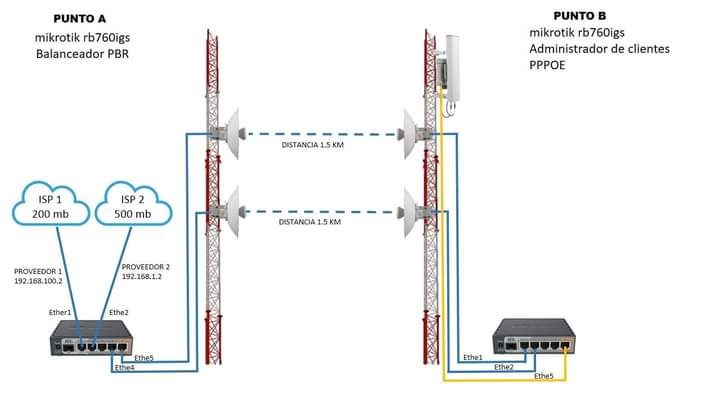 PUNTO A
mikrotik rb760igs
Balanceador PBR
PUNTO B
mikrotik rb760igs
Administrador de clientes
PPPOE
DISTANCIA 1.5 KM
DISTANCIA 1.5 KM
ISP 1
200 mb
ISP 2
500 mb
PROVEEDOR 1
192.168.100.2
PROVEEDOR 2
192.168.1.2
Ether1
Ethe2
Ethe5
Ethe4
Ethe1
Ethe2
Ethe5